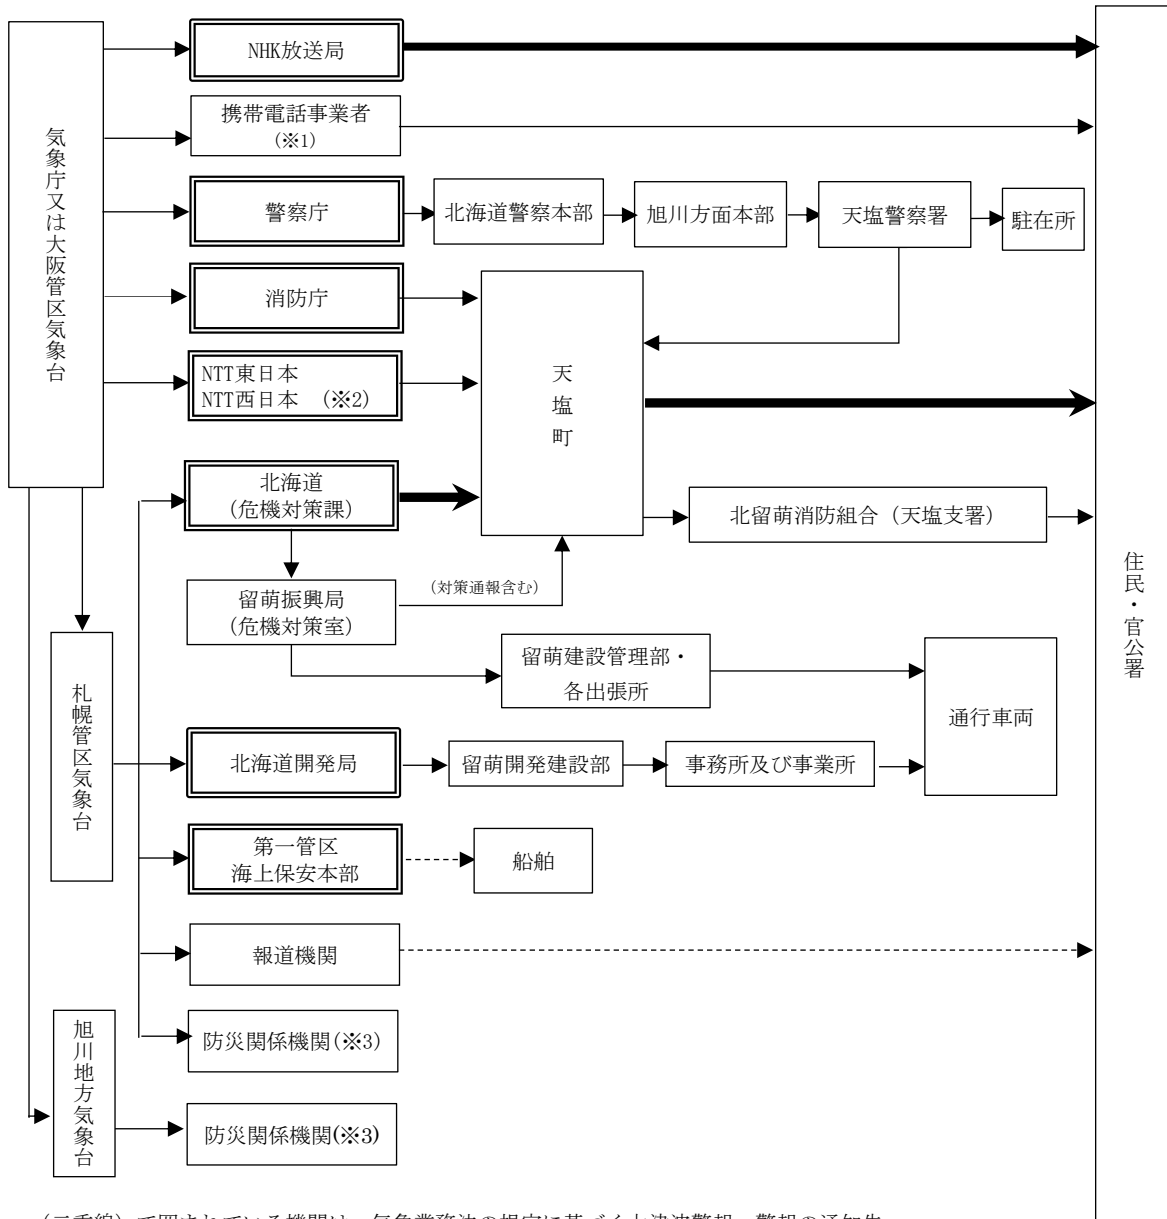 気象庁又は大阪管区気象台
NHK放送局
携帯電話事業者
(※1)
警察庁
北海道警察本部
旭川方面本部
天塩警察署
駐在所
消防庁
NTT東日本
NTT西日本 (※2)
天塩町
北海道
(危機対策課)
北留萌消防組合(天塩支署)
留萌振興局
(危機対策室)
(対策通報含む)
留萌建設管理部・
各出張所
通行車両
札幌管区気象台
北海道開発局
留萌開発建設部
事務所及び事業所
第一管区
海上保安本部
船舶
報道機関
防災関係機関(※3)
旭川地方気象台
防災関係機関(※3)
住民・官公署